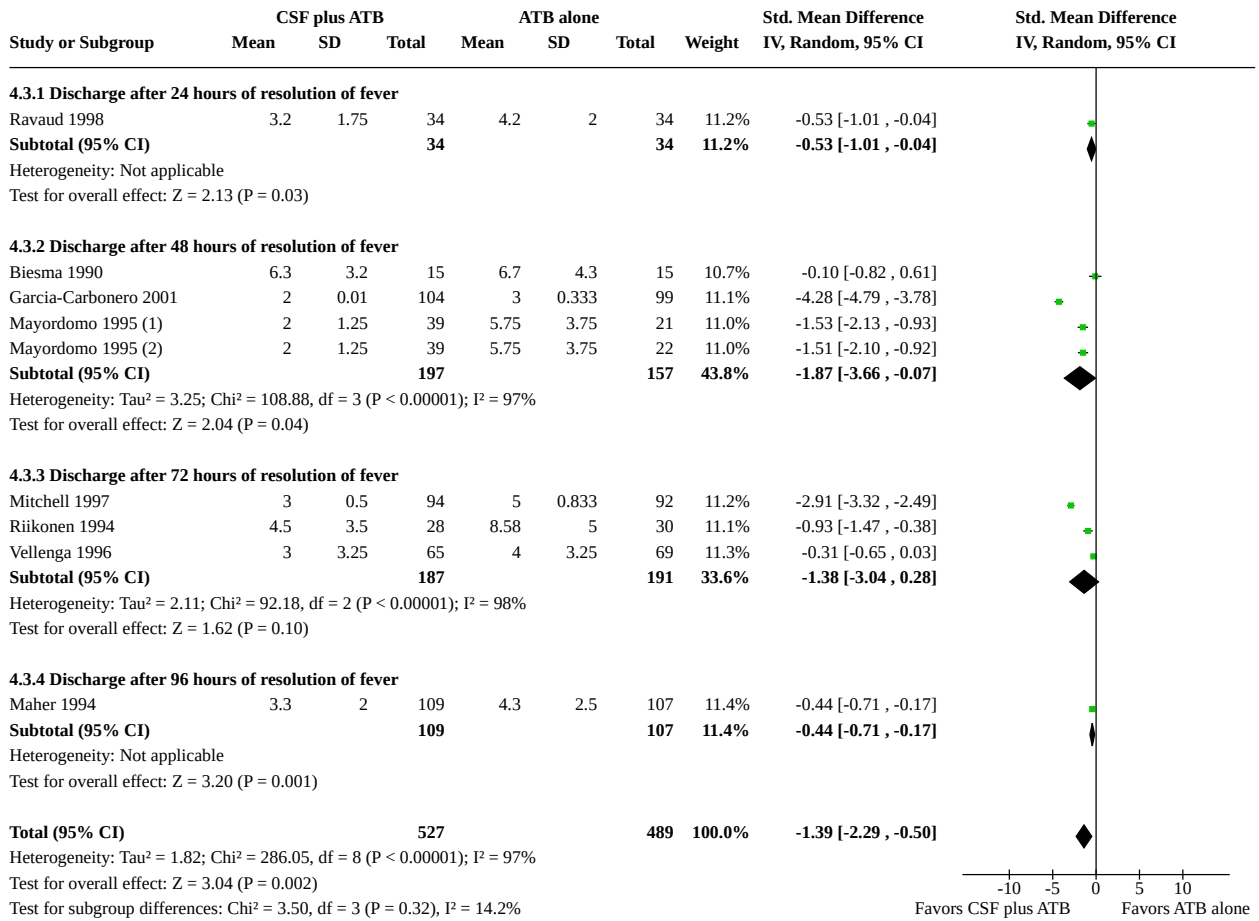 CSF plus ATB ATB alone Std. Mean Difference Std. Mean Difference
Study or Subgroup Mean SD Total Mean SD Total Weight IV, Random, 95% CI IV, Random, 95% CI
4.3.1 Discharge after 24 hours of resolution of fever
Ravaud 1998 3.2 1.75 34 4.2 2 34 11.2% -0.53 [-1.01 , -0.04]
Subtotal (95% CI) 34 34 11.2% -0.53 [-1.01 , -0.04]
Heterogeneity: Not applicable
Test for overall effect: Z = 2.13 (P = 0.03)
4.3.2 Discharge after 48 hours of resolution of fever
Biesma 1990 6.3 3.2 15 6.7 4.3 15 10.7% -0.10 [-0.82 , 0.61]
Garcia-Carbonero 2001 2 0.01 104 3 0.333 99 11.1% -4.28 [-4.79 , -3.78]
Mayordomo 1995 (1) 2 1.25 39 5.75 3.75 21 11.0% -1.53 [-2.13 , -0.93]
Mayordomo 1995 (2) 2 1.25 39 5.75 3.75 22 11.0% -1.51 [-2.10 , -0.92]
Subtotal (95% CI) 197 157 43.8% -1.87 [-3.66 , -0.07]
Heterogeneity: Tau² = 3.25; Chi² = 108.88, df = 3 (P < 0.00001); I² = 97%
Test for overall effect: Z = 2.04 (P = 0.04)
4.3.3 Discharge after 72 hours of resolution of fever
Mitchell 1997 3 0.5 94 5 0.833 92 11.2% -2.91 [-3.32 , -2.49]
Riikonen 1994 4.5 3.5 28 8.58 5 30 11.1% -0.93 [-1.47 , -0.38]
Vellenga 1996 3 3.25 65 4 3.25 69 11.3% -0.31 [-0.65 , 0.03]
Subtotal (95% CI) 187 191 33.6% -1.38 [-3.04 , 0.28]
Heterogeneity: Tau² = 2.11; Chi² = 92.18, df = 2 (P < 0.00001); I² = 98%
Test for overall effect: Z = 1.62 (P = 0.10)
4.3.4 Discharge after 96 hours of resolution of fever
Maher 1994 3.3 2 109 4.3 2.5 107 11.4% -0.44 [-0.71 , -0.17]
Subtotal (95% CI) 109 107 11.4% -0.44 [-0.71 , -0.17]
Heterogeneity: Not applicable
Test for overall effect: Z = 3.20 (P = 0.001)
Total (95% CI) 527 489 100.0% -1.39 [-2.29 , -0.50]
Heterogeneity: Tau² = 1.82; Chi² = 286.05, df = 8 (P < 0.00001); I² = 97%
Test for overall effect: Z = 3.04 (P = 0.002) -10 -5 0 5 10
Test for subgroup differences: Chi² = 3.50, df = 3 (P = 0.32), I² = 14.2% Favors CSF plus ATB Favors ATB alone